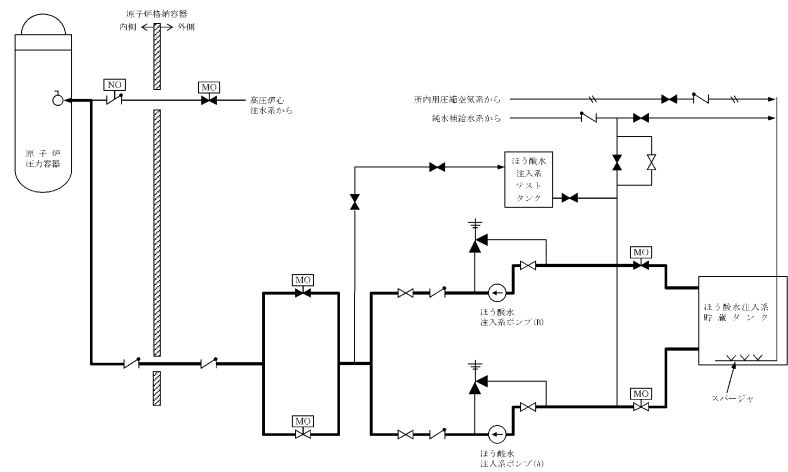 原子炉格納容器
内側
外側
NO
MO
高圧炉心
注水系から
所内用圧縮空気系から
純水補給水系から
原子炉
圧力容器
ほう酸水
注入系
テスト
タンク
MO
MO
ほう酸水
注入系ポンプ(B)
ほう酸水注入系
貯蔵タンク
スパージャ
MO
MO
ほう酸水
注入系ポンプ(A)